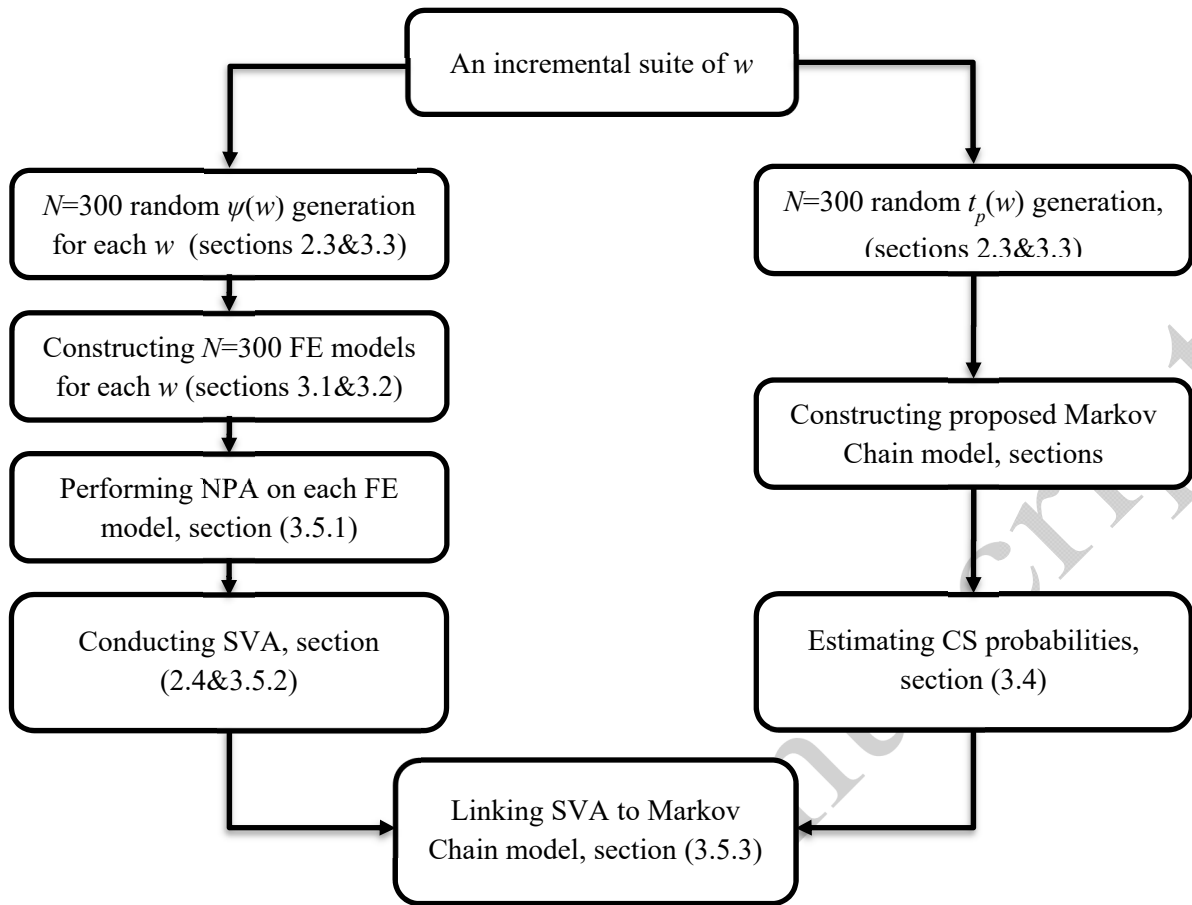 An incremental suite of w
N=300 random ψ(w) generation
for each w (sections 2.3&3.3)
Constructing N=300 FE models
for each w (sections 3.1&3.2)
Performing NPA on each FE
model, section (3.5.1)
Conducting SVA, section
(2.4&3.5.2)
N=300 random t_p(w) generation,
(sections 2.3&3.3)
Constructing proposed Markov
Chain model, sections
Estimating CS probabilities,
section (3.4)
Linking SVA to Markov
Chain model, section (3.5.3)